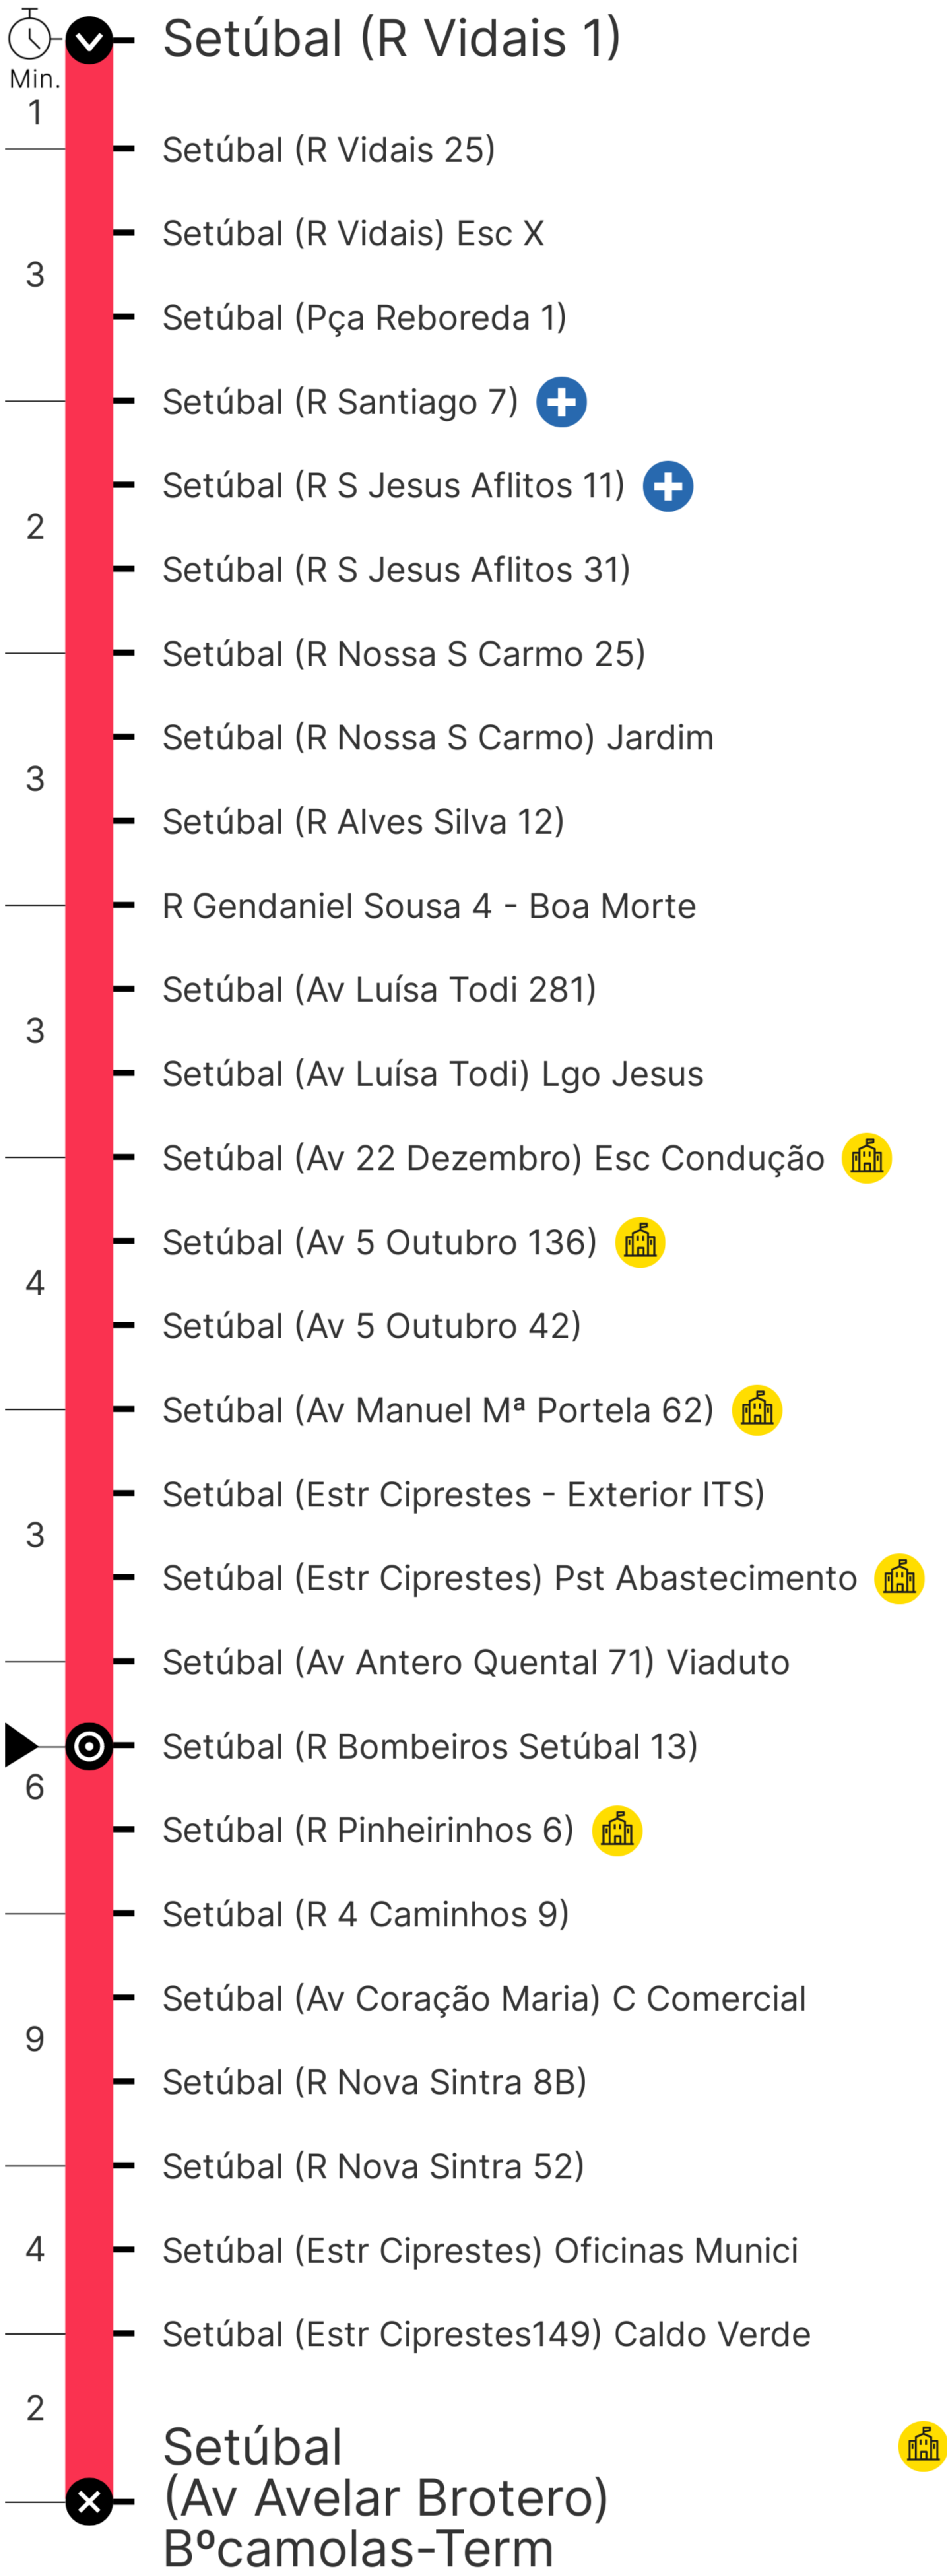 Setúbal (R Vidais 1)
Min.
1
Setúbal (R Vidais 25)
Setúbal (R Vidais) Esc X
3
Setúbal (Pça Reboreda 1)
Setúbal (R Santiago 7)
Setúbal (R S Jesus Aflitos 11)
2
Setúbal (R S Jesus Aflitos 31)
Setúbal (R Nossa S Carmo 25)
Setúbal (R Nossa S Carmo) Jardim
3
Setúbal (R Alves Silva 12)
R Gendaniel Sousa 4 - Boa Morte
Setúbal (Av Luísa Todi 281)
3
Setúbal (Av Luísa Todi) Lgo Jesus
Setúbal (Av 22 Dezembro) Esc Condução
Setúbal (Av 5 Outubro 136)
4
Setúbal (Av 5 Outubro 42)
Setúbal (Av Manuel Mª Portela 62)
Setúbal (Estr Ciprestes - Exterior ITS)
3
Setúbal (Estr Ciprestes) Pst Abastecimento
Setúbal (Av Antero Quental 71) Viaduto
Setúbal (R Bombeiros Setúbal 13)
6
Setúbal (R Pinheirinhos 6)
Setúbal (R 4 Caminhos 9)
Setúbal (Av Coração Maria) C Comercial
9
Setúbal (R Nova Sintra 8B)
Setúbal (R Nova Sintra 52)
4
Setúbal (Estr Ciprestes) Oficinas Munici
Setúbal (Estr Ciprestes149) Caldo Verde
2
Setúbal
(Av Avelar Brotero)
Bºcamolas-Term